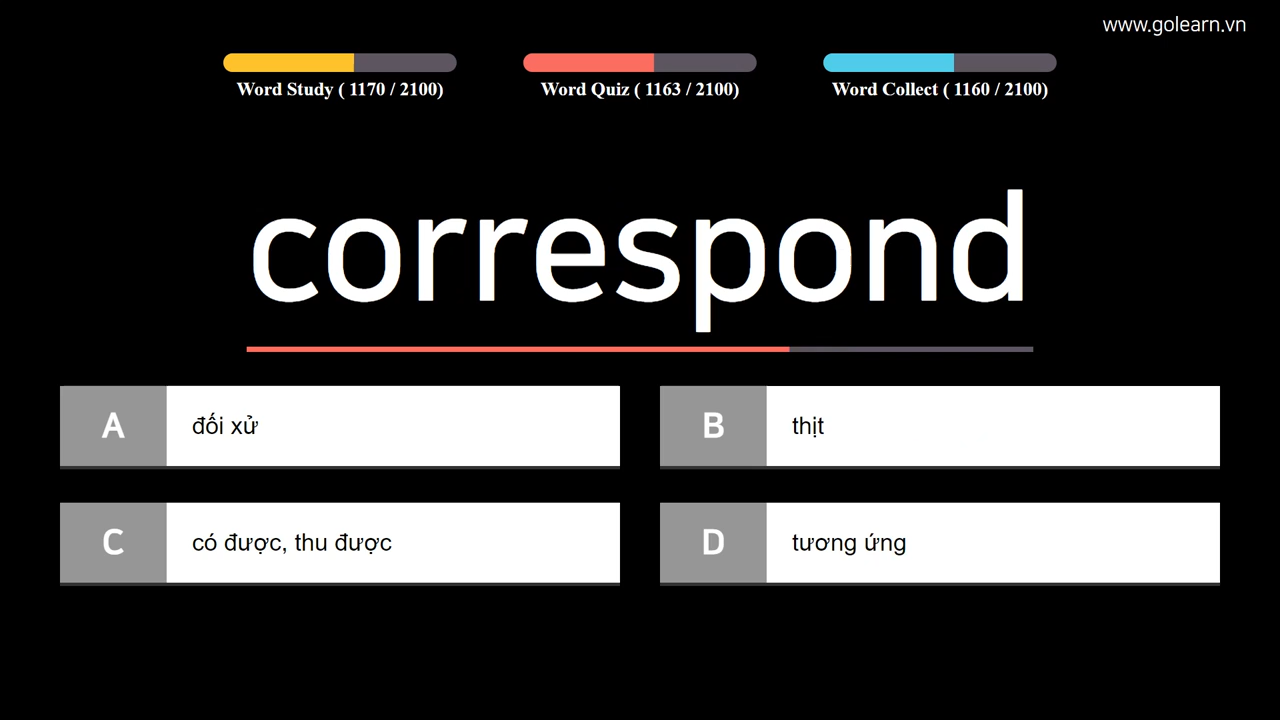 www.golearn.vn
Word Study ( 1170 / 2100)
Word Quiz ( 1163 / 2100)
Word Collect ( 1160 / 2100)
correspond
A đối xử
B thịt
C có được, thu được
D tương ứng